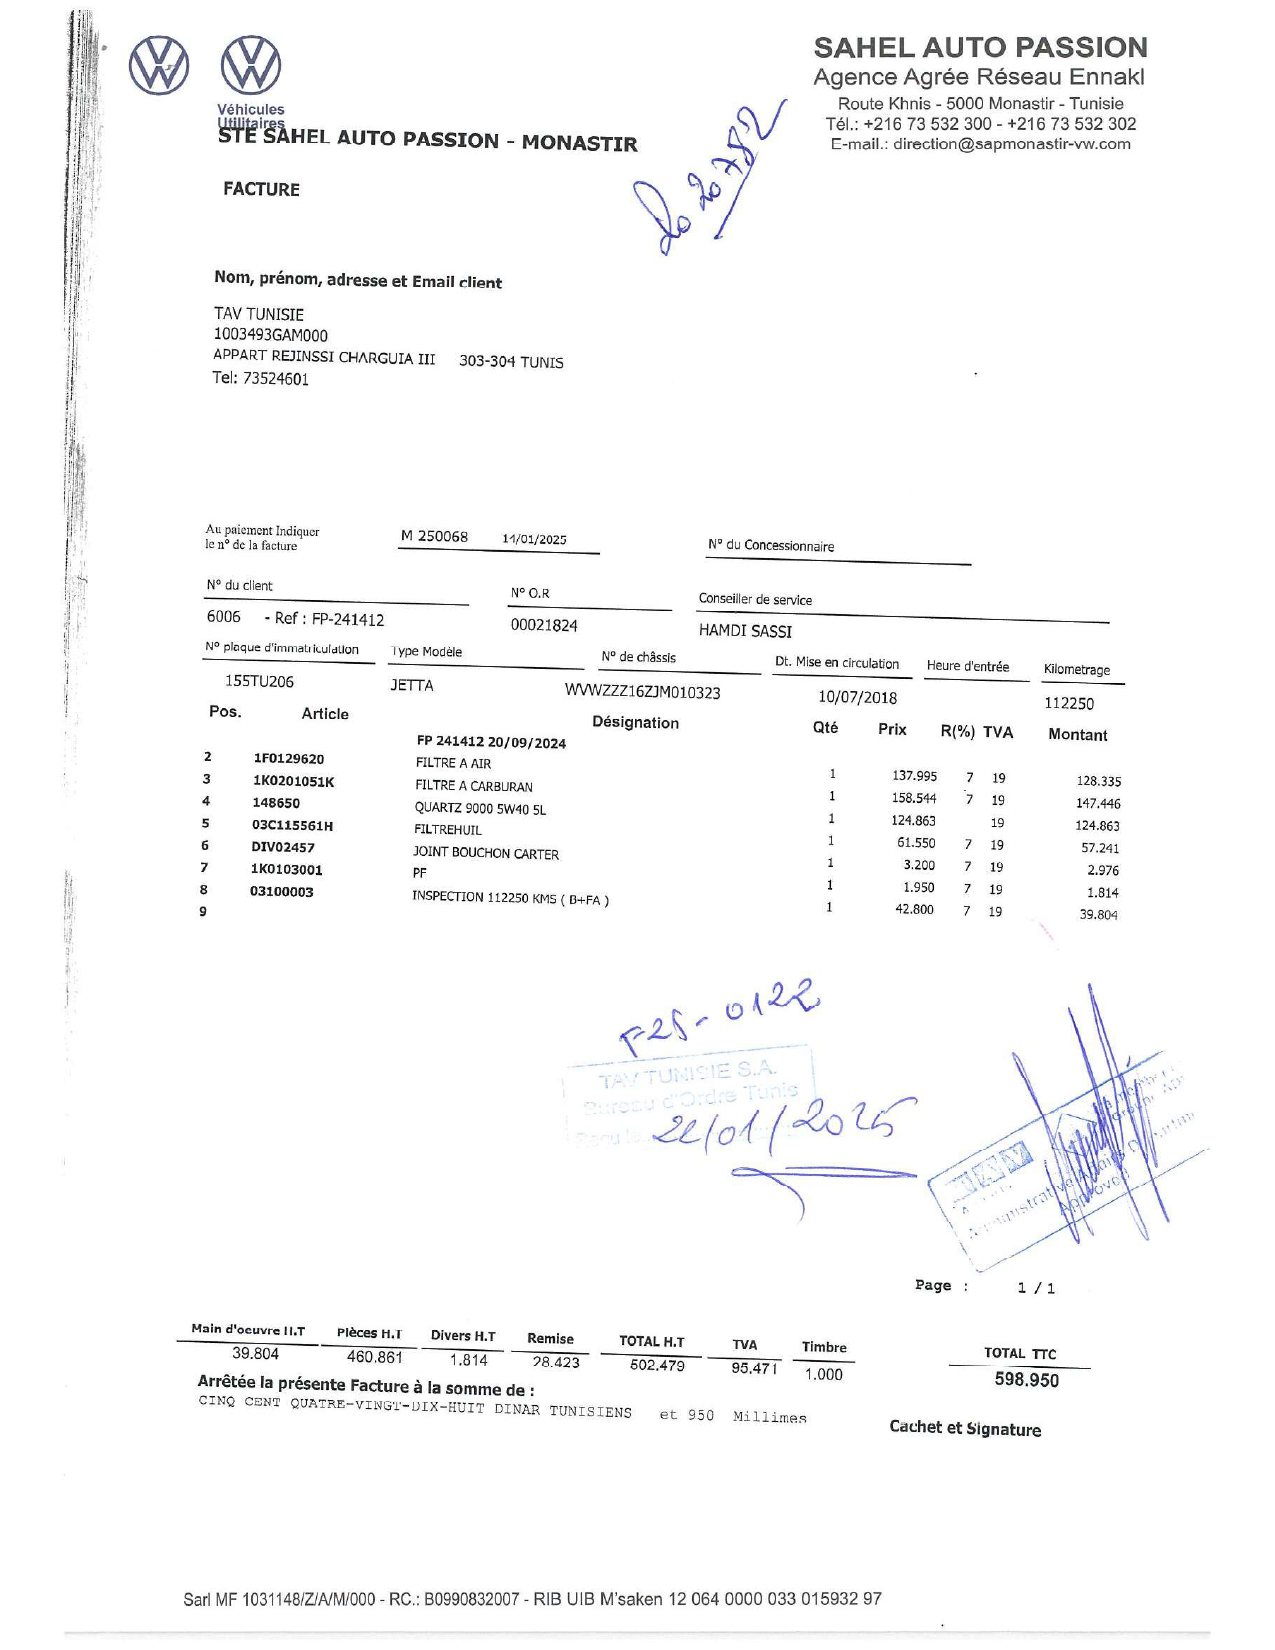 SAHEL AUTO PASSION
Agence Agrée Réseau Ennakl
Route Khnis - 5000 Monastir - Tunisie
Tél.: +216 73 532 300 - +216 73 532 302
E-mail.: direction@sapmonastir-vw.com
Véhicules
Utilitaires
STE SAHEL AUTO PASSION - MONASTIR
FACTURE
20782
Nom, prénom, adresse et Email client
TAV TUNISIE
1003493GAM000
APPART REJINSSI CHARGUIA III 303-304 TUNIS
Tel: 73524601
Au paiement Indiquer
le n° de la facture
M 250068 14/01/2025
N° du Concessionnaire
N° du client N° O.R Conseiller de service
6006 - Ref : FP-241412 00021824 HAMDI SASSI
N° plaque d'immatriculation Type Modèle N° de châssis Dt. Mise en circulation Heure d'entrée Kilometrage
155TU206 JETTA WVWZZZ16ZJM010323 10/07/2018 112250
Pos. Article Désignation Qté Prix R(%) TVA Montant
2 FP 241412 20/09/2024
3 1F0129620 FILTRE A AIR 1 137.995 7 19 128.335
4 1K0201051K FILTRE A CARBURAN 1 158.544 7 19 147.446
5 148650 QUARTZ 9000 5W40 5L 1 124.863 19 124.863
6 03C115561H FILTREHUIL 1 61.550 7 19 57.241
7 DIV02457 JOINT BOUCHON CARTER 1 3.200 7 19 2.976
8 1K0103001 PF 1 1.950 7 19 1.814
9 03100003 INSPECTION 112250 KMS ( B+FA ) 1 42.800 7 19 39.804
F25-0122
TAV TUNISIE S.A.
Bureau d'Ordre Tunis
Reçu le 22/01/2025
TAV
Administrative Affairs
Approved
Page : 1 / 1
Main d'oeuvre H.T Pièces H.T Divers H.T Remise TOTAL H.T TVA Timbre TOTAL TTC
39.804 460.861 1.814 28.423 502.479 95.471 1.000 598.950
Arrêtée la présente Facture à la somme de :
CINQ CENT QUATRE-VINGT-DIX-HUIT DINAR TUNISIENS et 950 Millimes
Cachet et Signature
Sarl MF 1031148/Z/A/M/000 - RC.: B0990832007 - RIB UIB M'saken 12 064 0000 033 015932 97